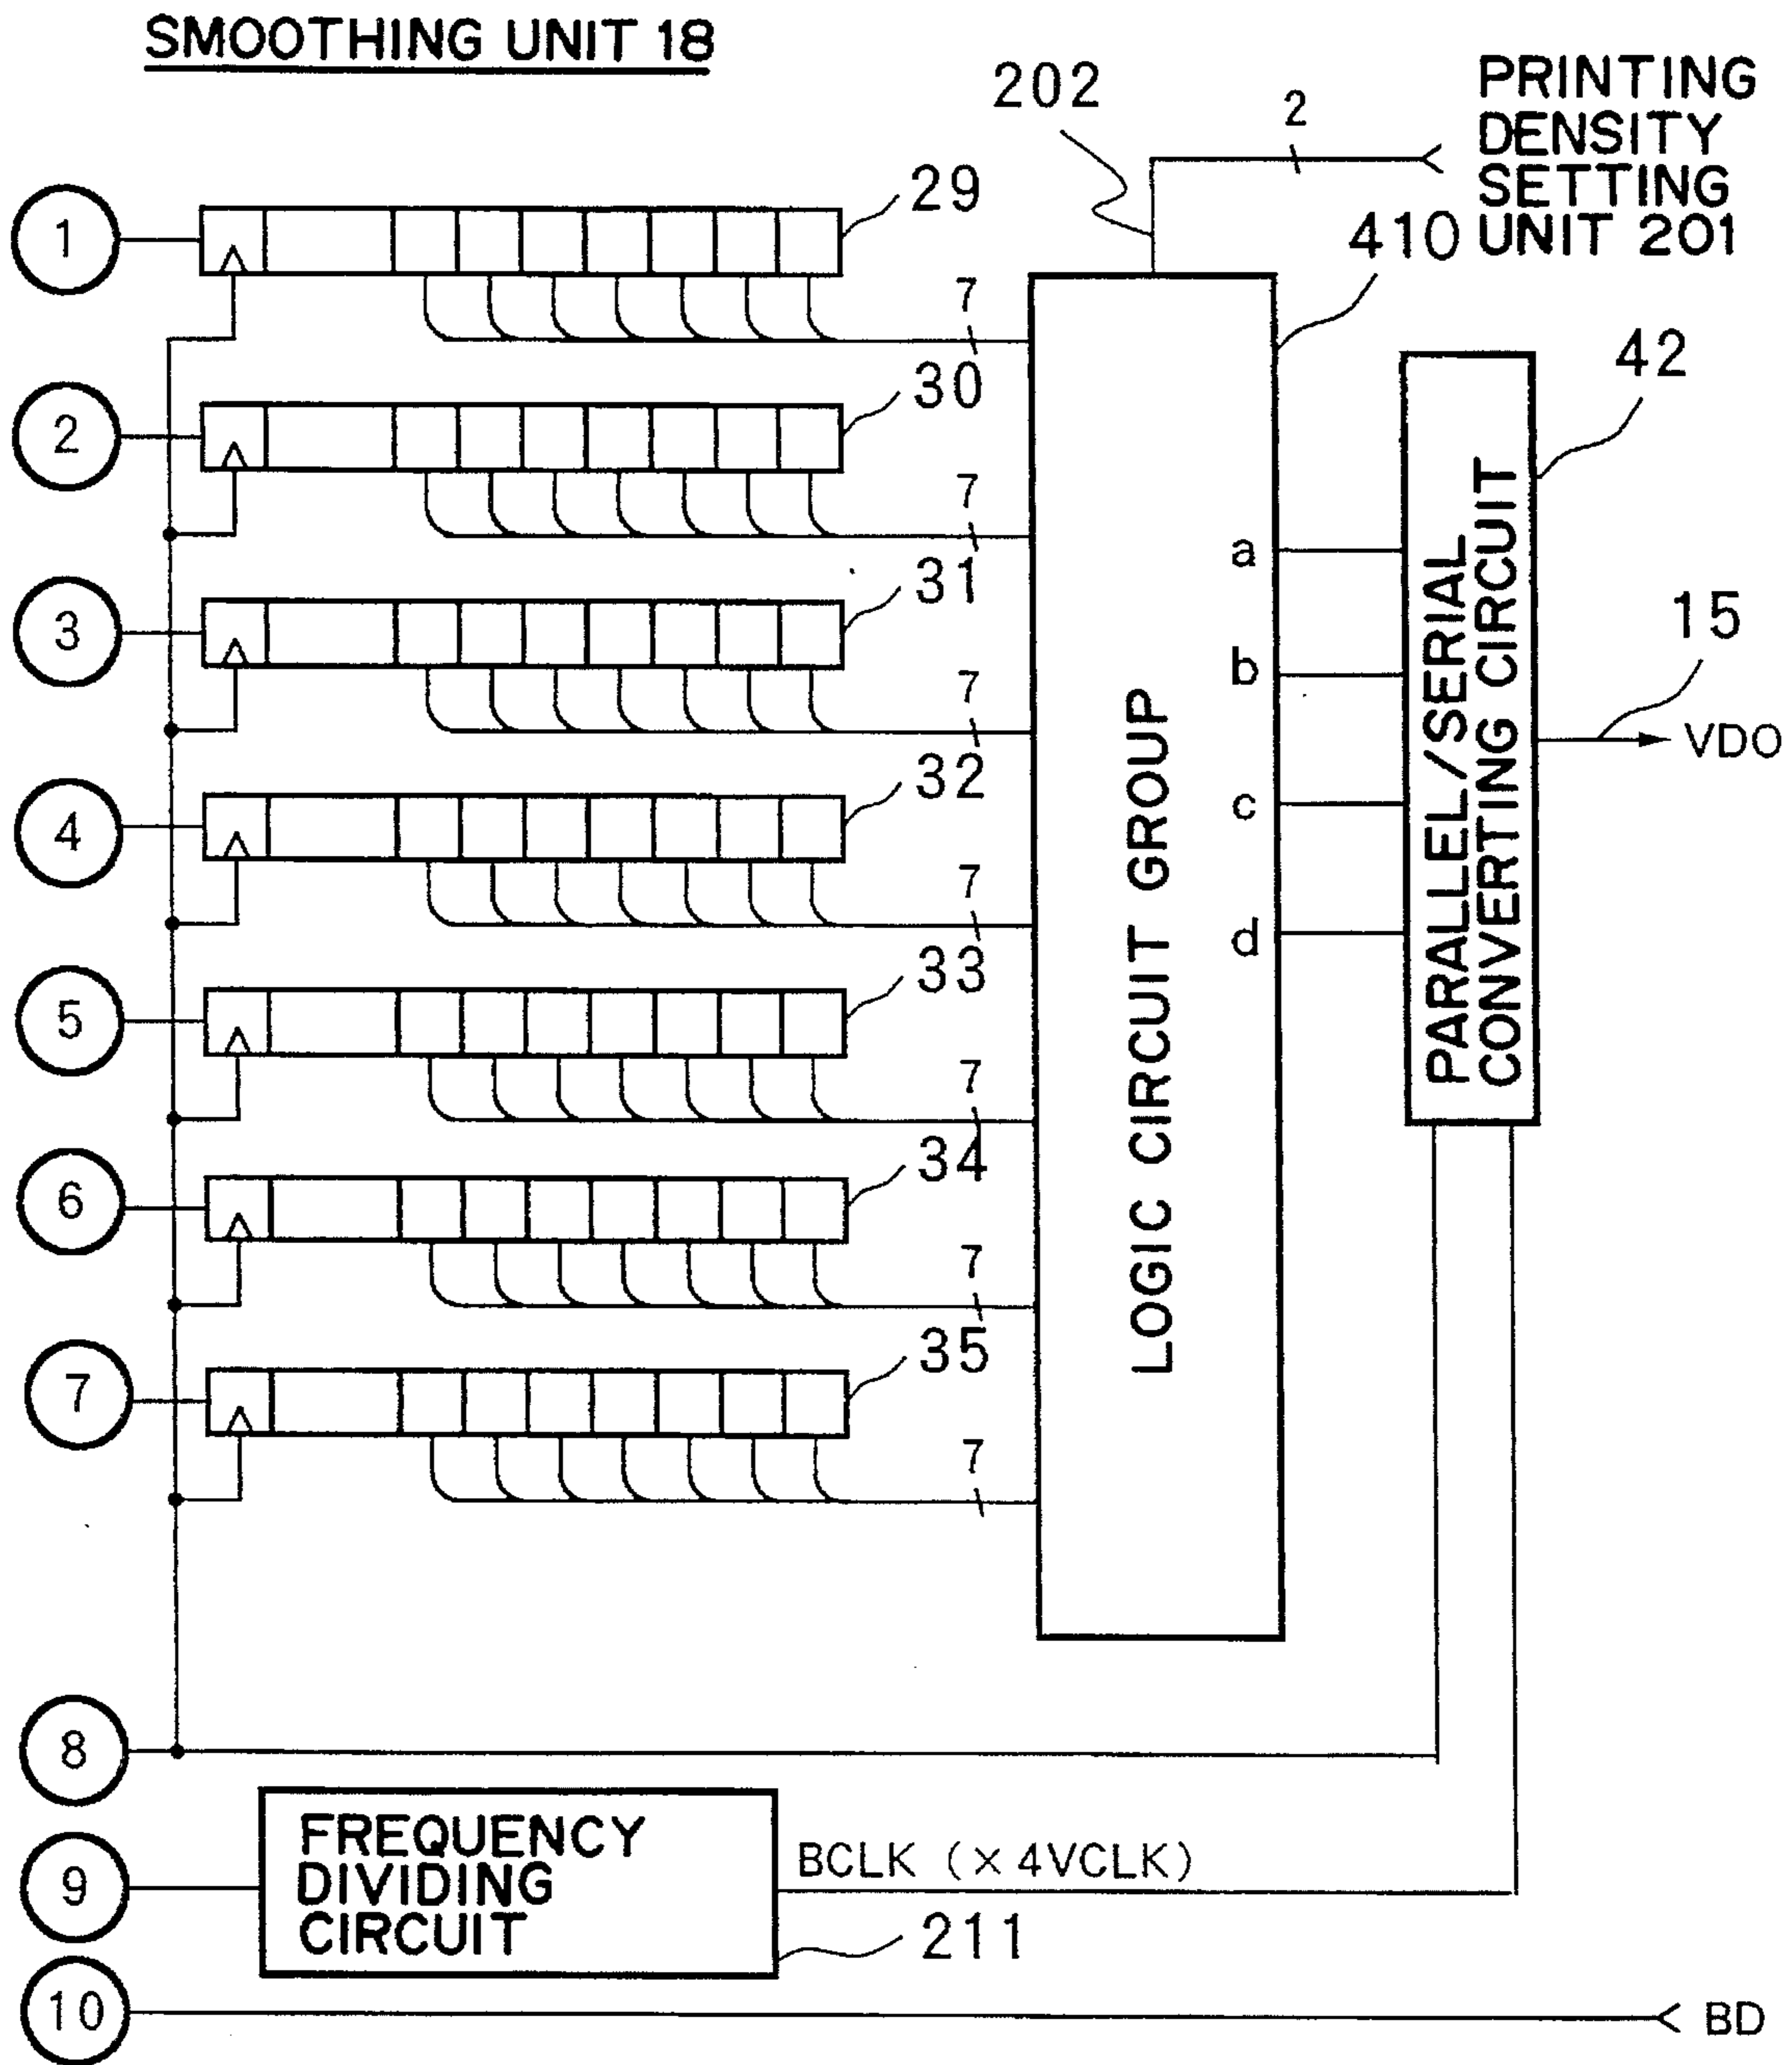 SMOOTHING UNIT 18
202
2
PRINTING
DENSITY
SETTING
UNIT 201
410
1
29
7
2
30
7
42
3
31
7
a
b
15
VDO
4
32
7
c
d
5
33
7
6
34
7
7
35
7
LOGIC CIRCUIT GROUP
PARALLEL/SERIAL
CONVERTING CIRCUIT
8
9
FREQUENCY
DIVIDING
CIRCUIT
BCLK (×4VCLK)
211
10
BD